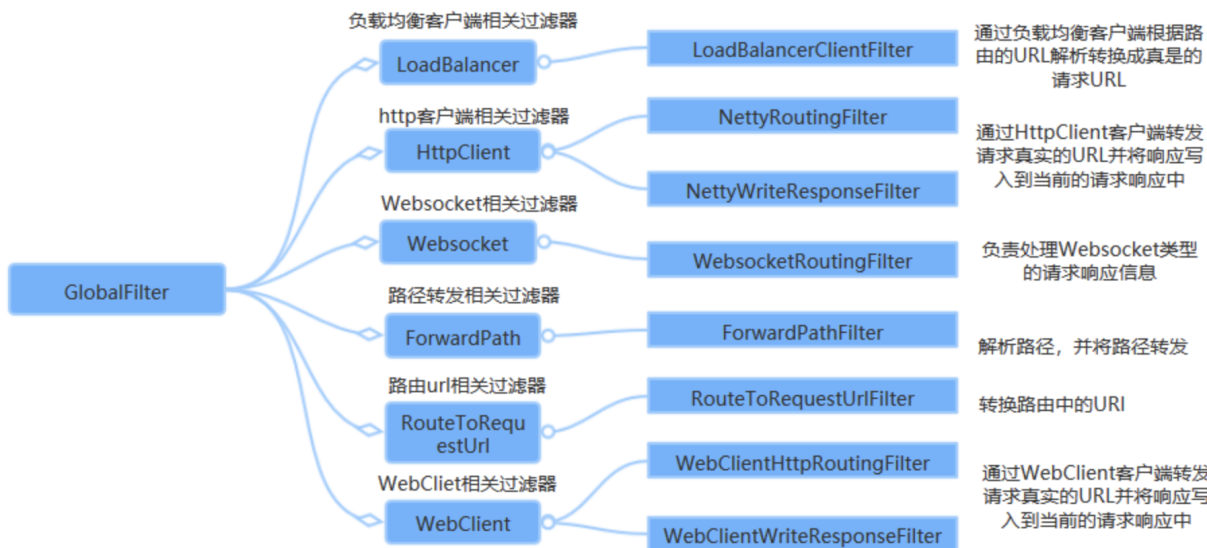 负载均衡客户端相关过滤器
LoadBalancer
LoadBalancerClientFilter
通过负载均衡客户端根据路
由的URL解析转换成真是的
请求URL
http客户端相关过滤器
HttpClient
NettyRoutingFilter
NettyWriteResponseFilter
通过HttpClient客户端转发
请求真实的URL并将响应写
入到当前的请求响应中
Websocket相关过滤器
Websocket
WebsocketRoutingFilter
负责处理Websocket类型
的请求响应信息
GlobalFilter
路径转发相关过滤器
ForwardPath
ForwardPathFilter
解析路径，并将路径转发
路由url相关过滤器
RouteToRequ
estUrl
RouteToRequestUrlFilter
转换路由中的URI
WebCliet相关过滤器
WebClient
WebClientHttpRoutingFilter
WebClientWriteResponseFilter
通过WebClient客户端转发
请求真实的URL并将响应写
入到当前的请求响应中